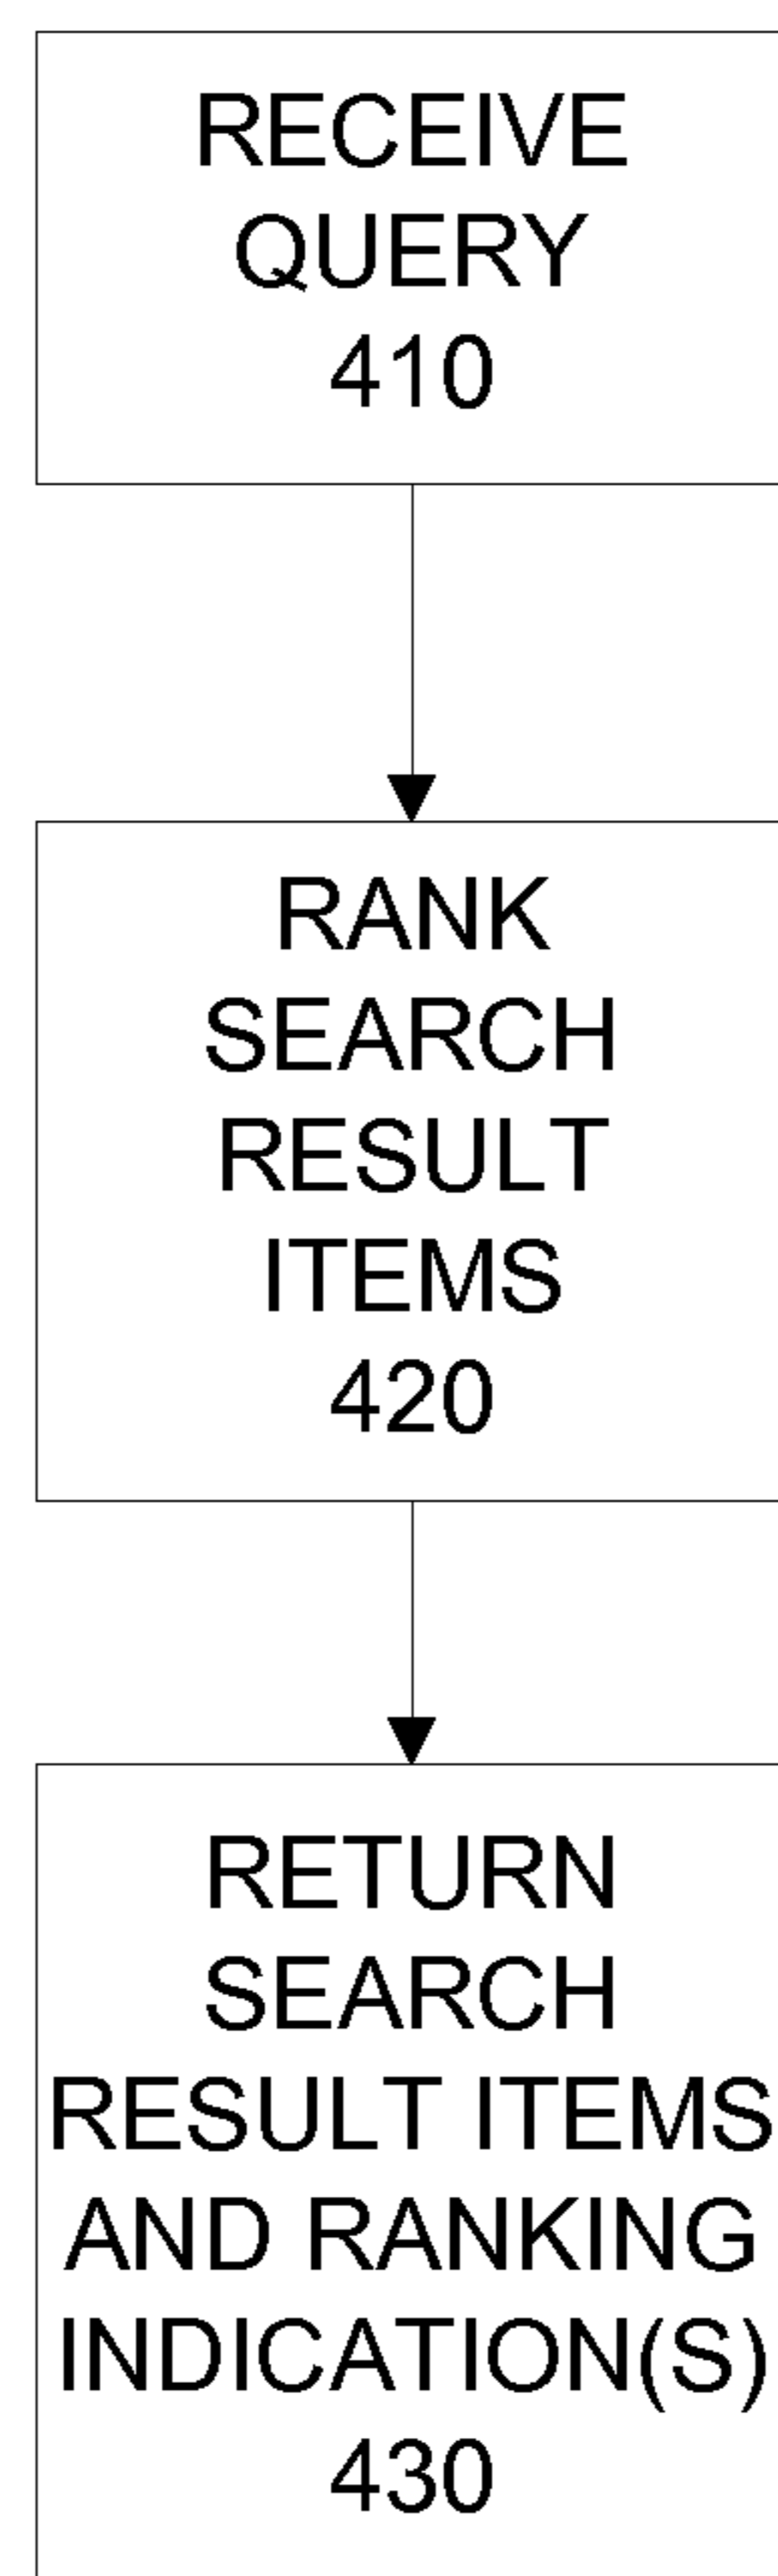 RECEIVE
QUERY
410
RANK
SEARCH
RESULT
ITEMS
420
RETURN
SEARCH
RESULT ITEMS
AND RANKING
INDICATION(S)
430